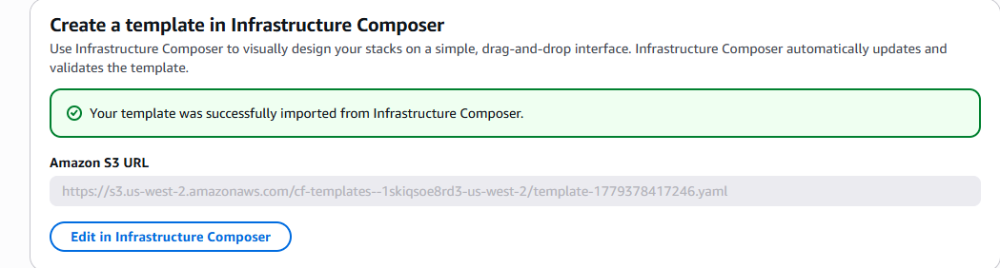 Create a template in Infrastructure Composer
Use Infrastructure Composer to visually design your stacks on a simple, drag-and-drop interface. Infrastructure Composer automatically updates and
validates the template.
Your template was successfully imported from Infrastructure Composer.
Amazon S3 URL
https://s3.us-west-2.amazonaws.com/cf-templates--1skiqsoe8rd3-us-west-2/template-1779378417246.yaml
Edit in Infrastructure Composer